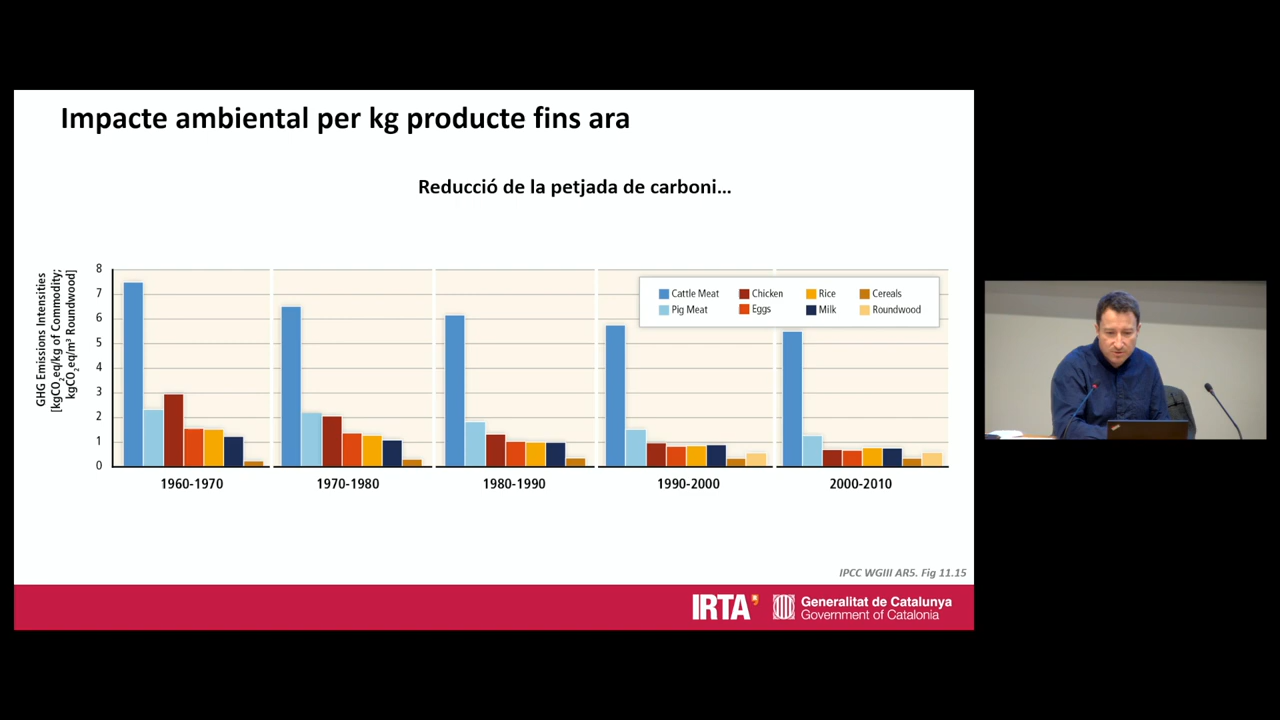 Impacte ambiental per kg producte fins ara
Reducció de la petjada de carboni...
GHG Emissions Intensities
[kgCO2eq/kg of Commodity;
kgCO2eq/m³ Roundwood]
8
7
6
5
4
3
2
1
0
Cattle Meat
Chicken
Rice
Cereals
Pig Meat
Eggs
Milk
Roundwood
1960-1970
1970-1980
1980-1990
1990-2000
2000-2010
IPCC WGIII AR5. Fig 11.15
IRTA
Generalitat de Catalunya
Government of Catalonia